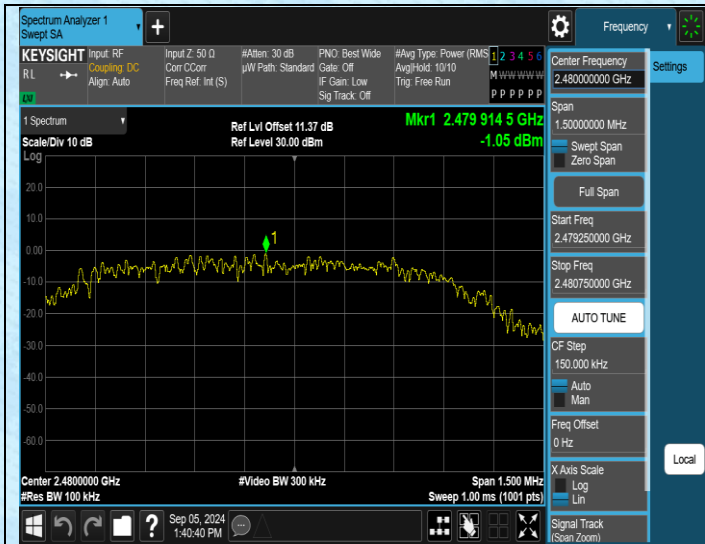 Spectrum Analyzer 1
Swept SA
+
Frequency
KEYSIGHT
RL
LXI
Input: RF
Coupling: DC
Align: Auto
Input Z: 50 Ω
Corr CCorr
Freq Ref: Int (S)
#Atten: 30 dB
µW Path: Standard
PNO: Best Wide
Gate: Off
IF Gain: Low
Sig Track: Off
#Avg Type: Power (RMS
Avg|Hold: 10/10
Trig: Free Run
1 2 3 4 5 6
M W W W W W
P P P P P P
1 Spectrum
Scale/Div 10 dB
Log
Ref Lvl Offset 11.37 dB
Ref Level 30.00 dBm
Mkr1 2.479 914 5 GHz
-1.05 dBm
1
20.0
10.0
0.00
-10.0
-20.0
-30.0
-40.0
-50.0
-60.0
Center 2.4800000 GHz
#Res BW 100 kHz
#Video BW 300 kHz
Span 1.500 MHz
Sweep 1.00 ms (1001 pts)
?
Sep 05, 2024
1:40:40 PM
Center Frequency
2.480000000 GHz
Settings
Span
1.50000000 MHz
Swept Span
Zero Span
Full Span
Start Freq
2.479250000 GHz
Stop Freq
2.480750000 GHz
AUTO TUNE
CF Step
150.000 kHz
Auto
Man
Freq Offset
0 Hz
X Axis Scale
Log
Lin
Local
Signal Track
(Span Zoom)